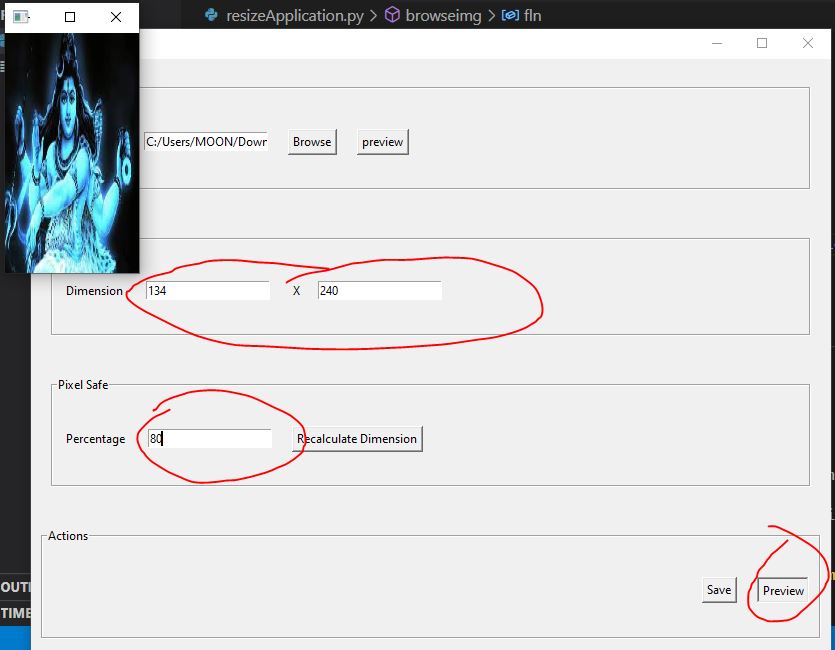 resizeApplication.py > browseimg > fln
C:/Users/MOON/Dowr Browse preview
Dimension 134 X 240
Pixel Safe
Percentage 80 Recalculate Dimension
Actions
OUTI
Save Preview
TIME